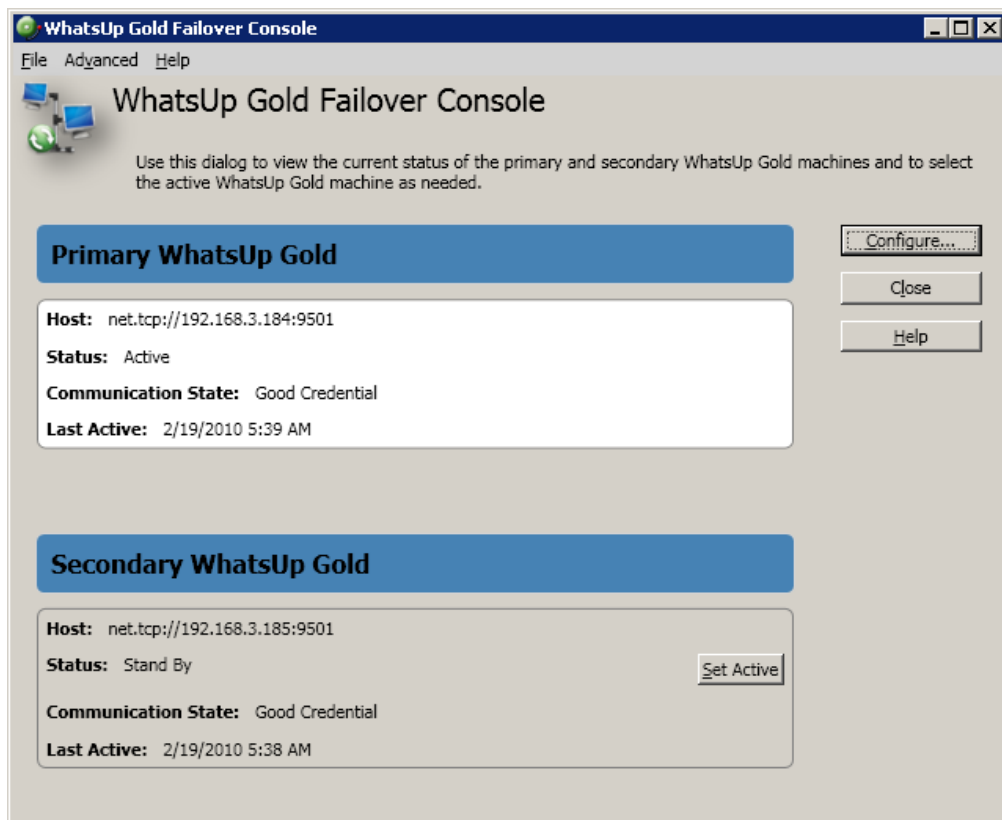 WhatsUp Gold Failover Console
File Advanced Help
WhatsUp Gold Failover Console
Use this dialog to view the current status of the primary and secondary WhatsUp Gold machines and to select
the active WhatsUp Gold machine as needed.
Primary WhatsUp Gold
Configure...
Close
Help
Host: net.tcp://192.168.3.184:9501
Status: Active
Communication State: Good Credential
Last Active: 2/19/2010 5:39 AM
Secondary WhatsUp Gold
Host: net.tcp://192.168.3.185:9501
Status: Stand By
Set Active
Communication State: Good Credential
Last Active: 2/19/2010 5:38 AM